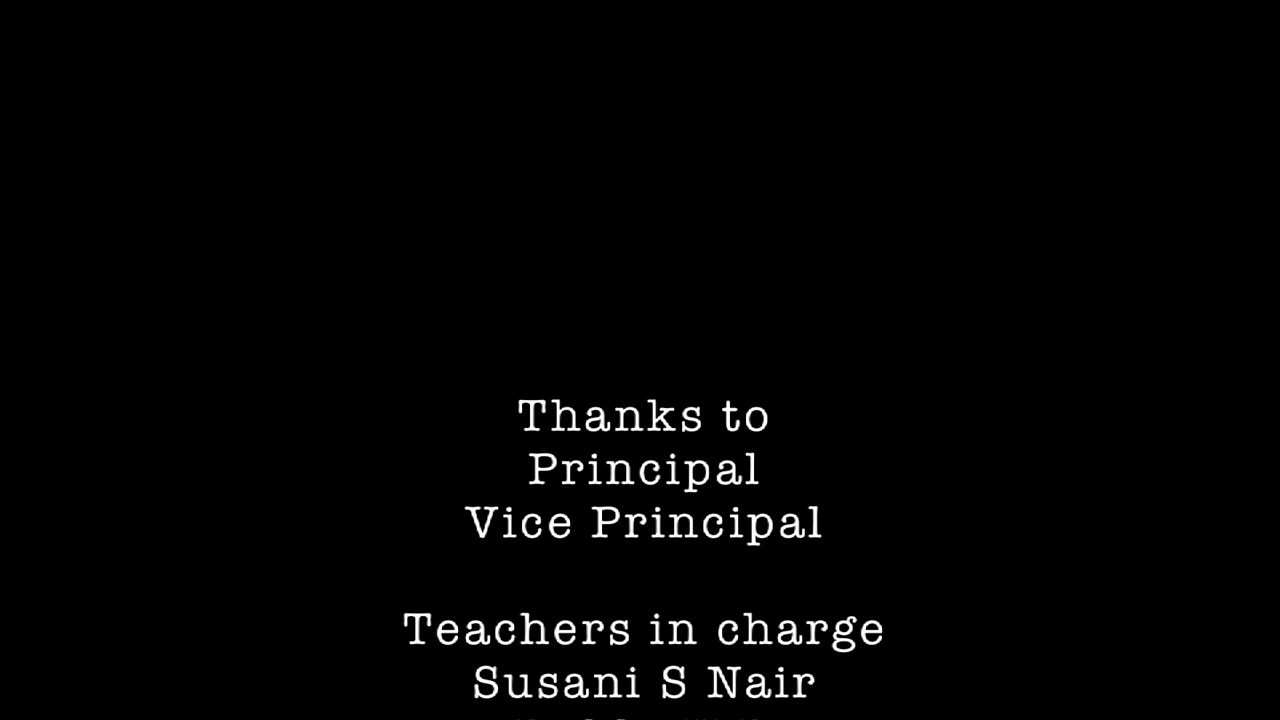 Thanks to
Principal
Vice Principal
Teachers in charge
Susani S Nair